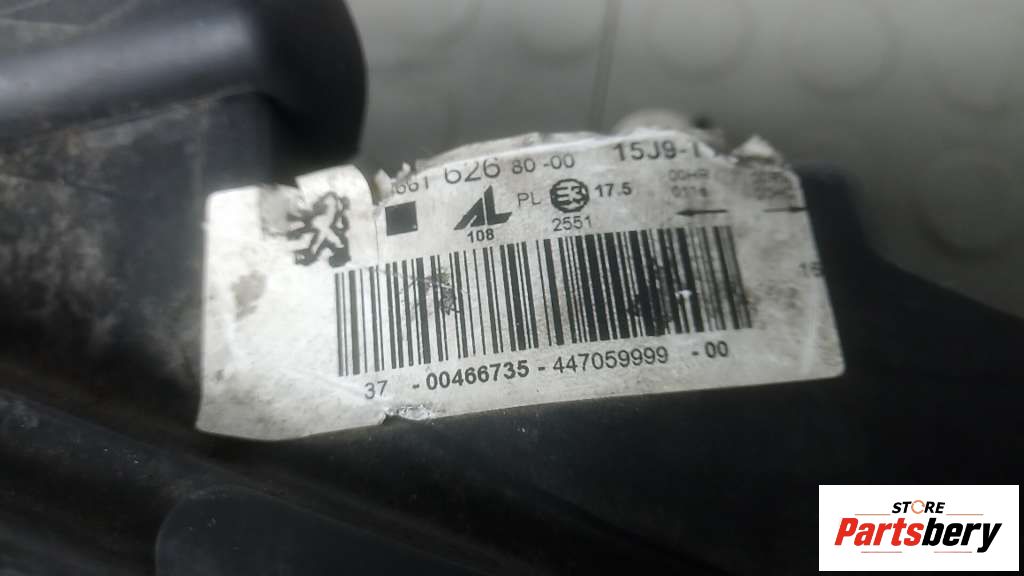 626 80-00 15J9-
AL PL E3 17.5
108 2551
37 -00466735-447059999 -00
STORE
Partsbery